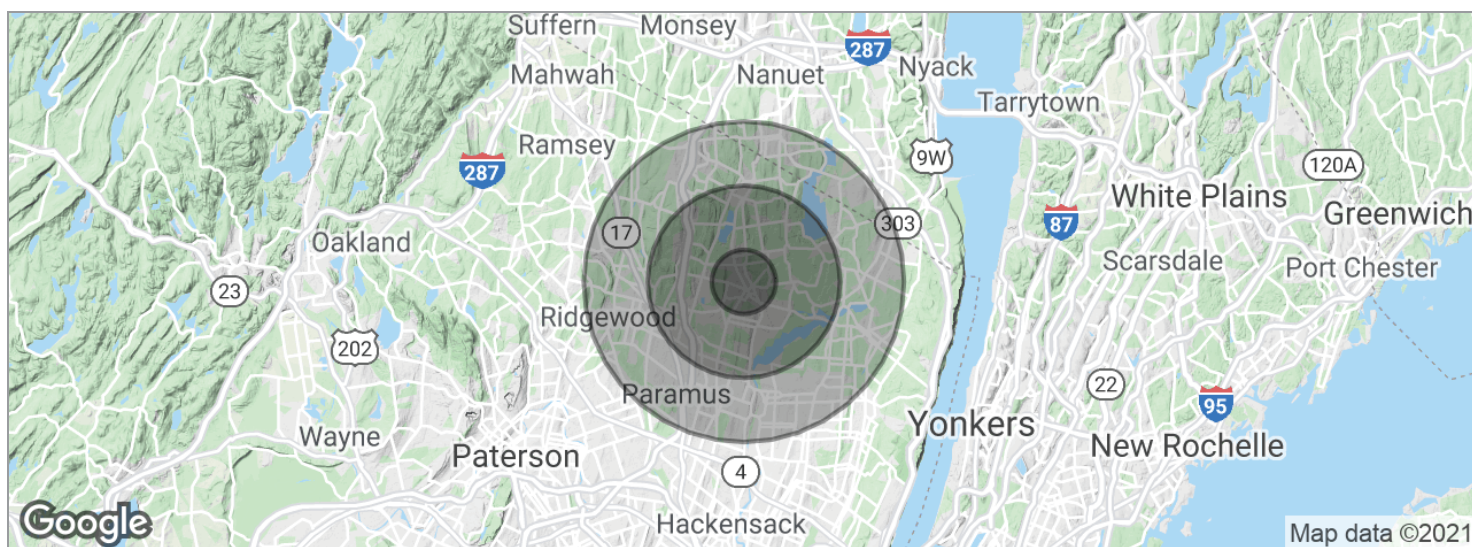 Suffern
Monsey
287
Nyack
Mahwah
Nanuet
Tarrytown
Ramsey
287
9W
120A
White Plains
Greenwich
17
303
87
Oakland
Scarsdale
Port Chester
23
Ridgewood
202
22
Paramus
95
Yonkers
Wayne
Paterson
New Rochelle
4
Hackensack
Google
Map data ©2021